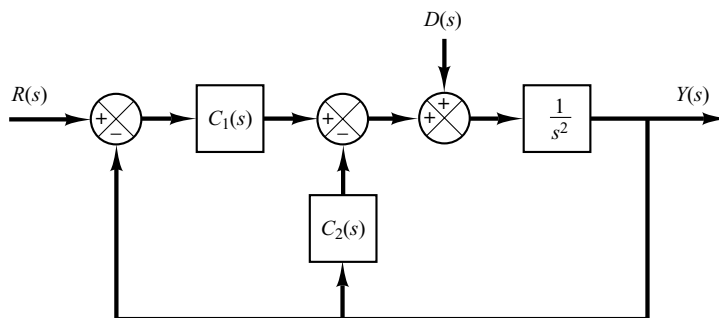 D(s)
R(s)
Y(s)
+
−
C₁(s)
+
−
+
+
1
s²
C₂(s)